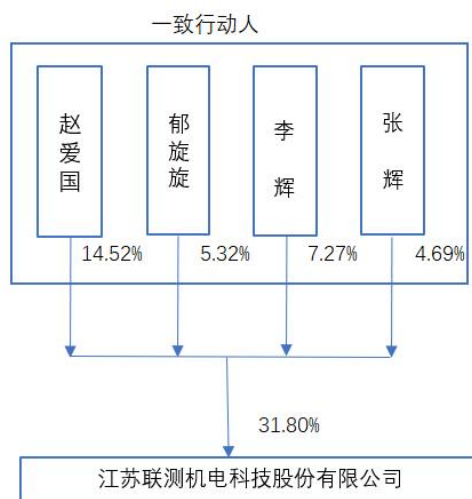 一致行动人
赵爱国
郁旋旋
李辉
张辉
14.52%
5.32%
7.27%
4.69%
31.80%
江苏联测机电科技股份有限公司